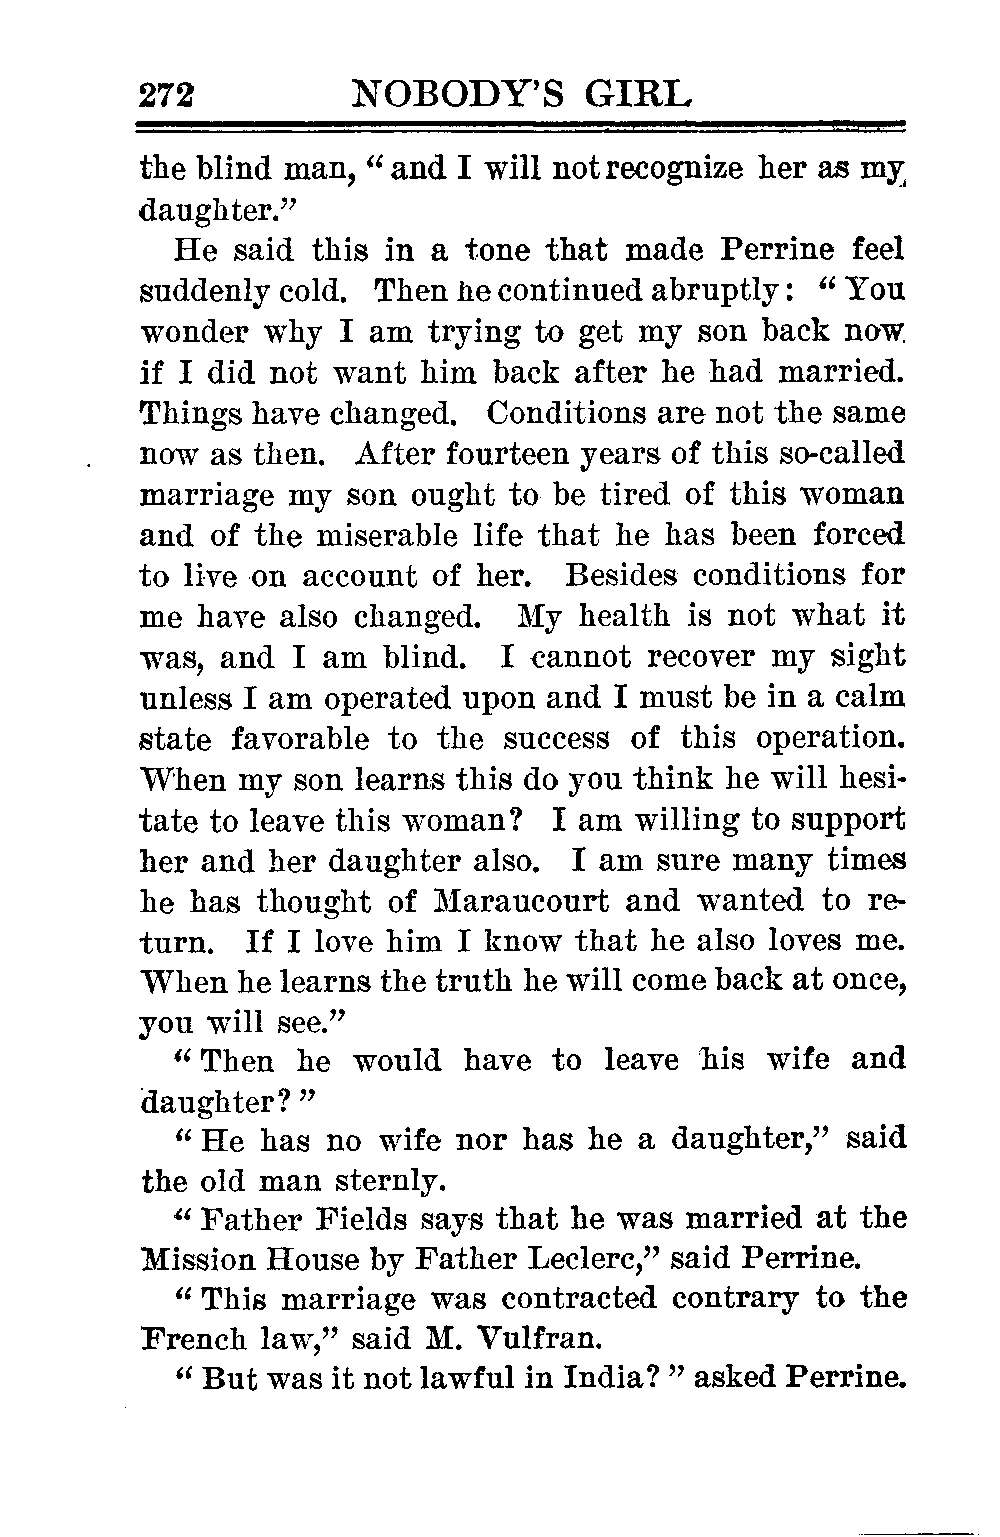 272 NOBODY'S GIRL
the blind man, “ and I will not recognize her as my
daughter.”
He said this in a tone that made Perrine feel
suddenly cold. Then he continued abruptly: “ You
wonder why I am trying to get my son back now
if I did not want him back after he had married.
Things have changed. Conditions are not the same
now as then. After fourteen years of this so-called
marriage my son ought to be tired of this woman
and of the miserable life that he has been forced
to live on account of her. Besides conditions for
me have also changed. My health is not what it
was, and I am blind. I cannot recover my sight
unless I am operated upon and I must be in a calm
state favorable to the success of this operation.
When my son learns this do you think he will hesi-
tate to leave this woman? I am willing to support
her and her daughter also. I am sure many times
he has thought of Maraucourt and wanted to re-
turn. If I love him I know that he also loves me.
When he learns the truth he will come back at once,
you will see.”
“ Then he would have to leave his wife and
daughter? ”
“ He has no wife nor has he a daughter,” said
the old man sternly.
“ Father Fields says that he was married at the
Mission House by Father Leclerc,” said Perrine.
“ This marriage was contracted contrary to the
French law,” said M. Vulfran.
“ But was it not lawful in India? ” asked Perrine.